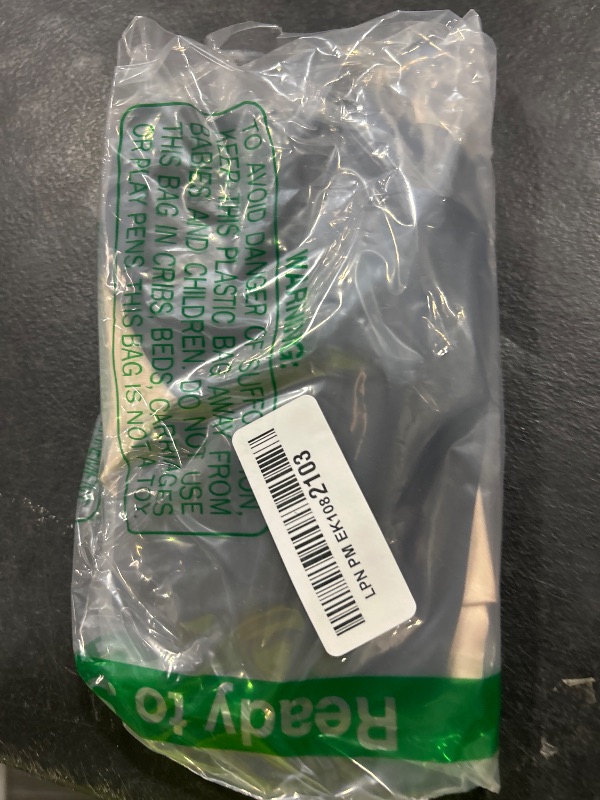 WARNING:
TO AVOID DANGER OF SUFFO ON,
KEEP THIS PLASTIC BAG AWAY FROM
BABIES AND CHILDREN. DO NOT USE
THIS BAG IN CRIBS, BEDS, CARRIAGES
OR PLAY PENS. THIS BAG IS NOT A TOY.
LPN PM EK1082103
Ready to